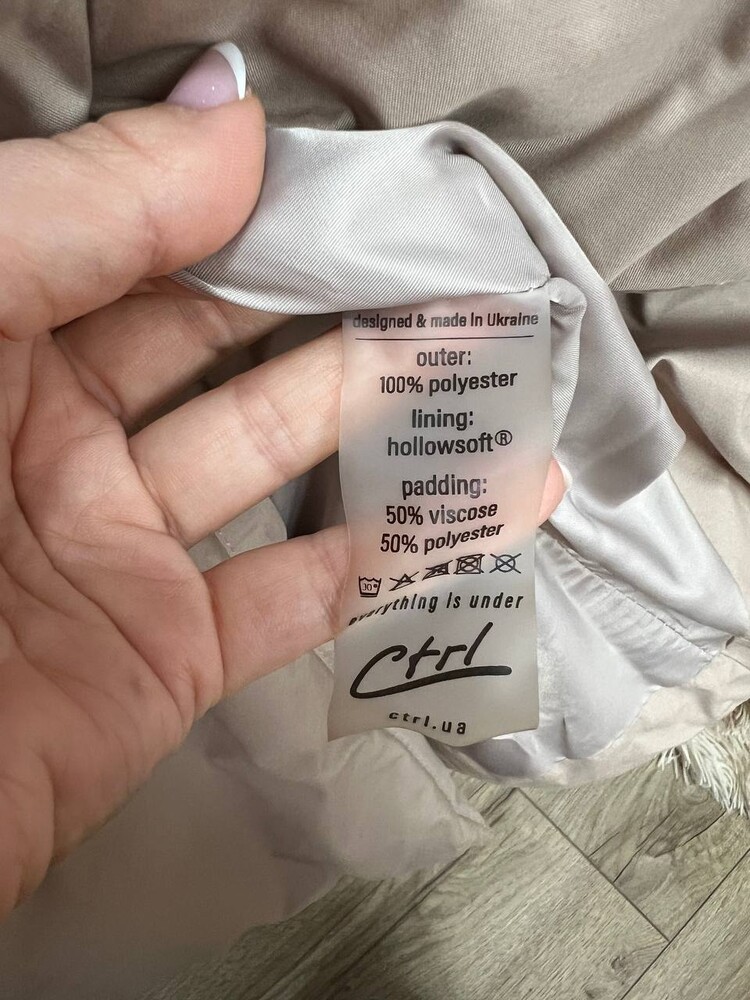 designed & made in Ukraine
outer:
100% polyester
lining:
hollowsoft®
padding:
50% viscose
50% polyester
30°
everything is under
Ctrl
ctrl.ua